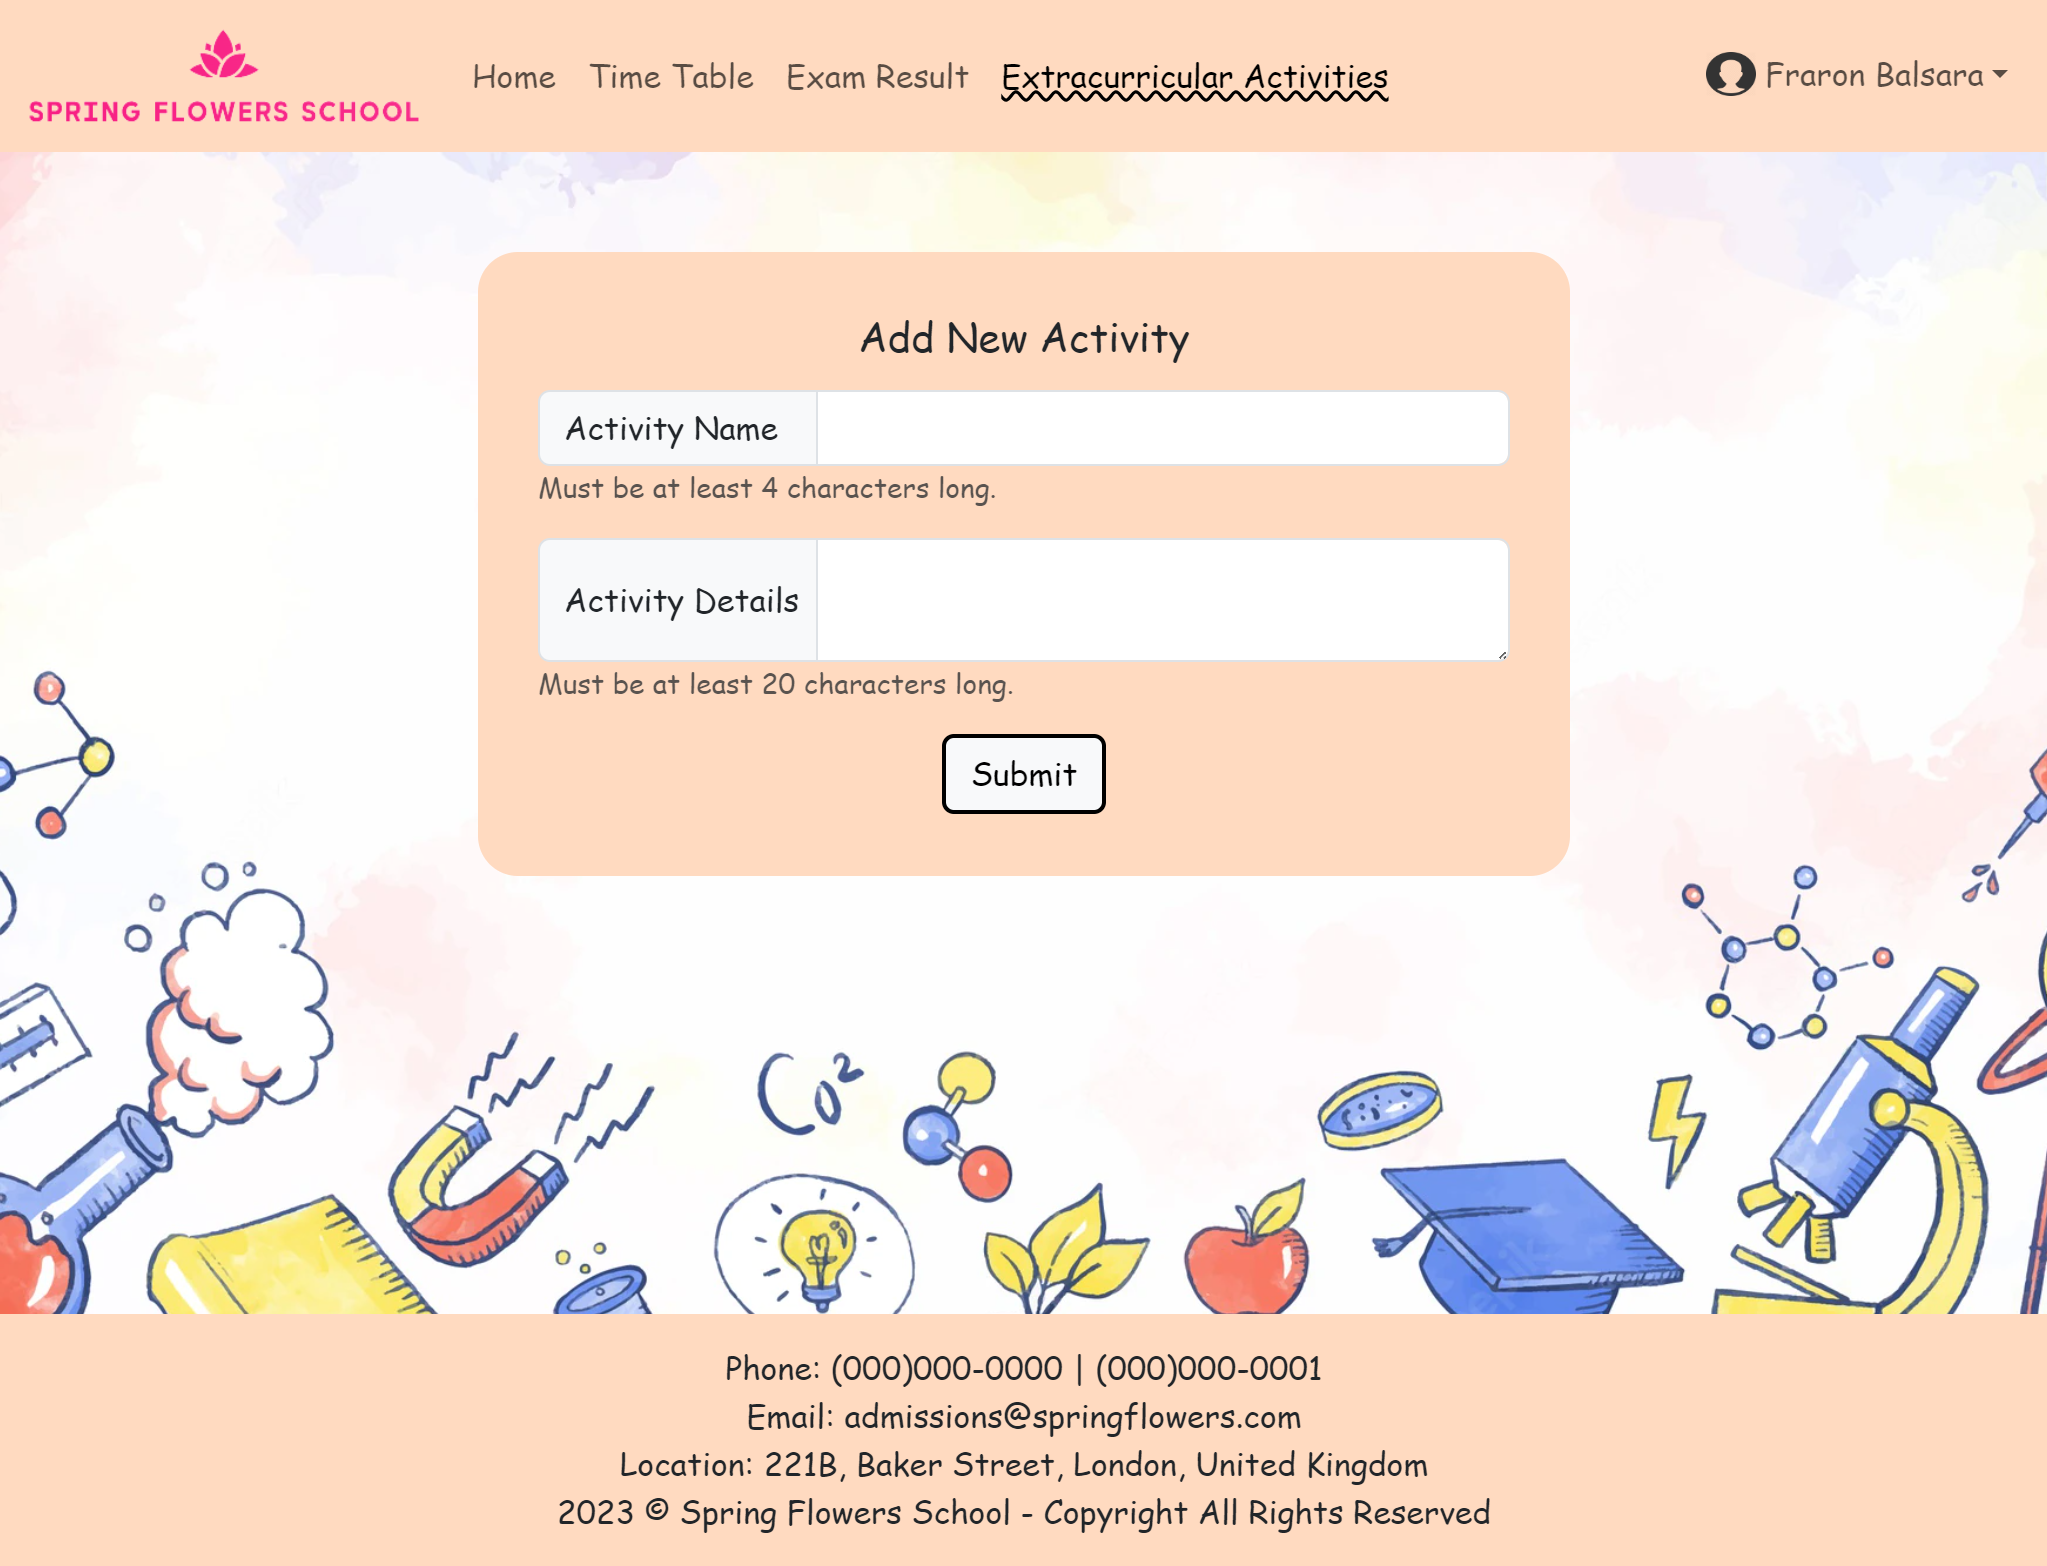 SPRING FLOWERS SCHOOL
Home Time Table Exam Result Extracurricular Activities Fraron Balsara
Add New Activity
Activity Name
Must be at least 4 characters long.
Activity Details
Must be at least 20 characters long.
Submit
Co²
Phone: (000)000-0000 | (000)000-0001
Email: admissions@springflowers.com
Location: 221B, Baker Street, London, United Kingdom
2023 © Spring Flowers School - Copyright All Rights Reserved